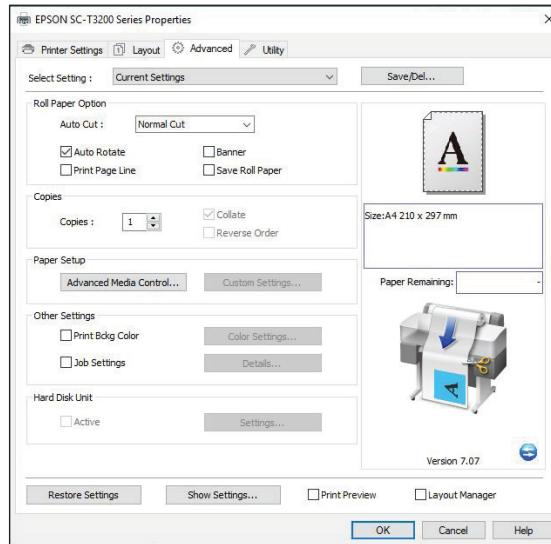 EPSON SC-T3200 Series Properties
Printer Settings Layout Advanced Utility
Select Setting : Current Settings Save/Del...
Roll Paper Option
Auto Cut : Normal Cut
Auto Rotate Banner
Print Page Line Save Roll Paper
Copies
Copies : 1 Collate
Reverse Order
Paper Setup
Advanced Media Control... Custom Settings...
Other Settings
Print Bckg Color Color Settings...
Job Settings Details...
Hard Disk Unit
Active Settings...
A
Size:A4 210 x 297 mm
Paper Remaining: -
A
Version 7.07
Restore Settings Show Settings... Print Preview Layout Manager
OK Cancel Help